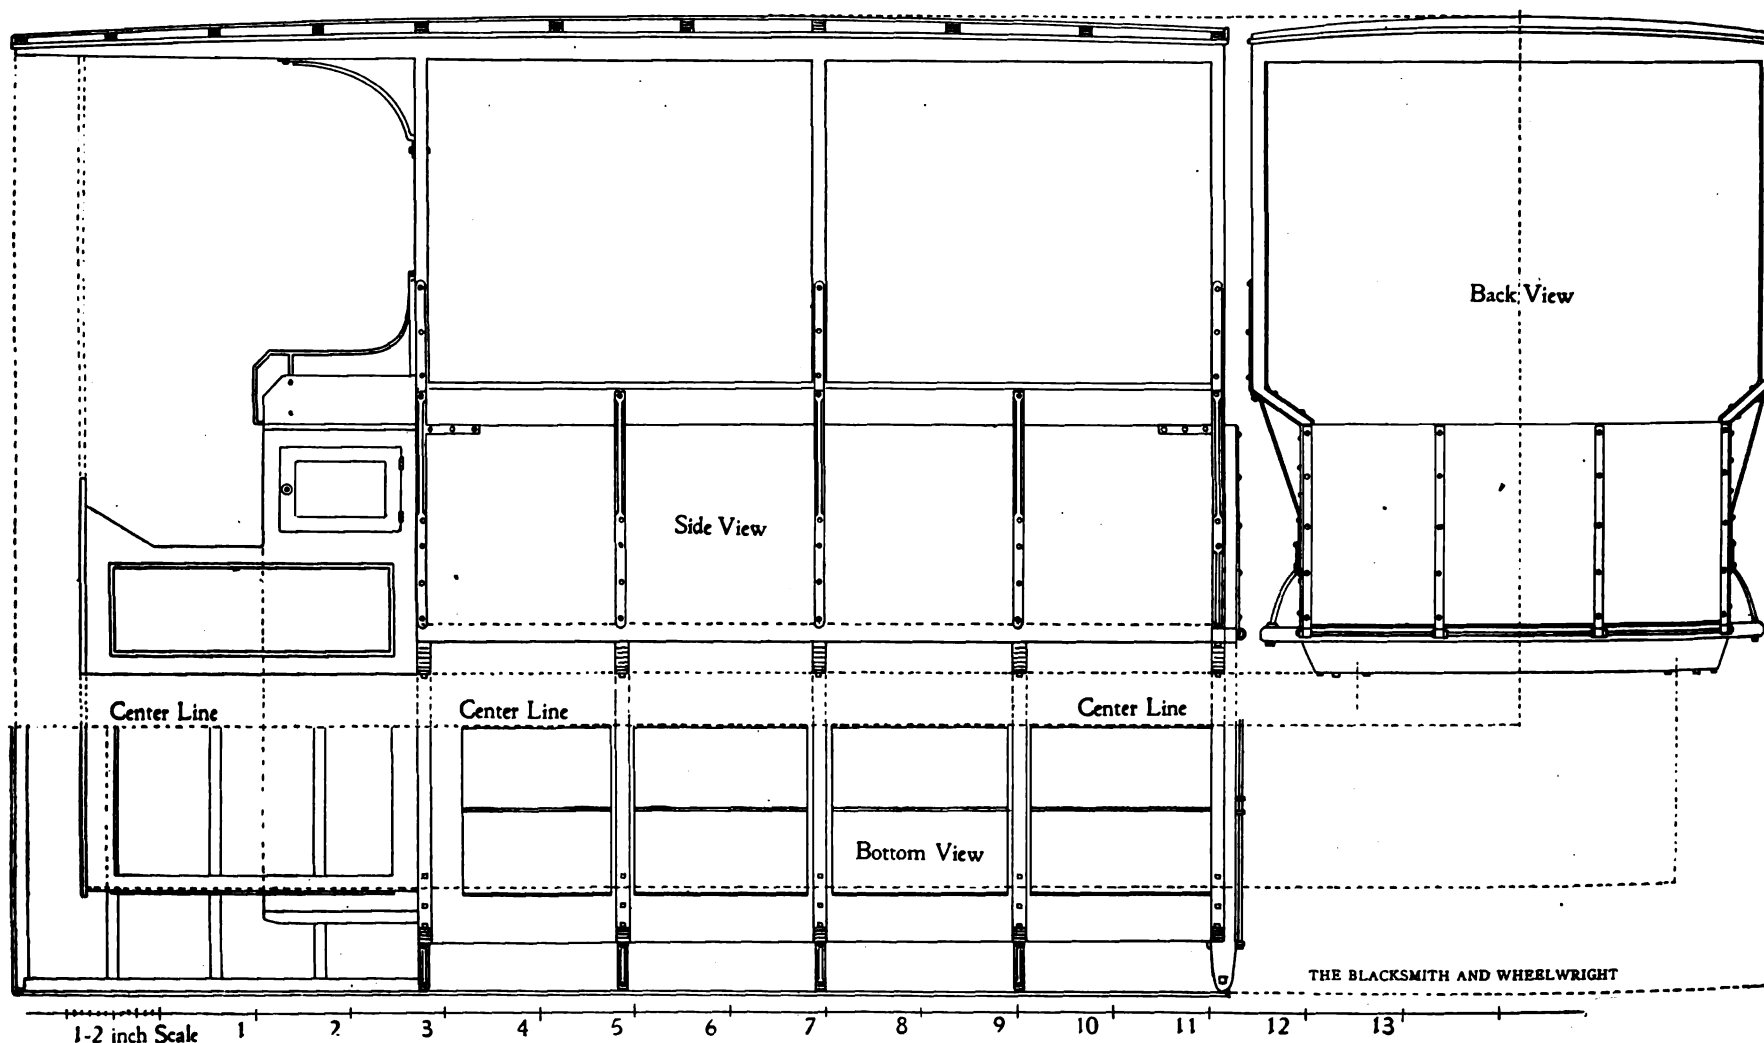 Back View
Side View
Center Line Center Line Center Line
Bottom View
THE BLACKSMITH AND WHEELWRIGHT
1-2 inch Scale 1 2 3 4 5 6 7 8 9 10 11 12 13